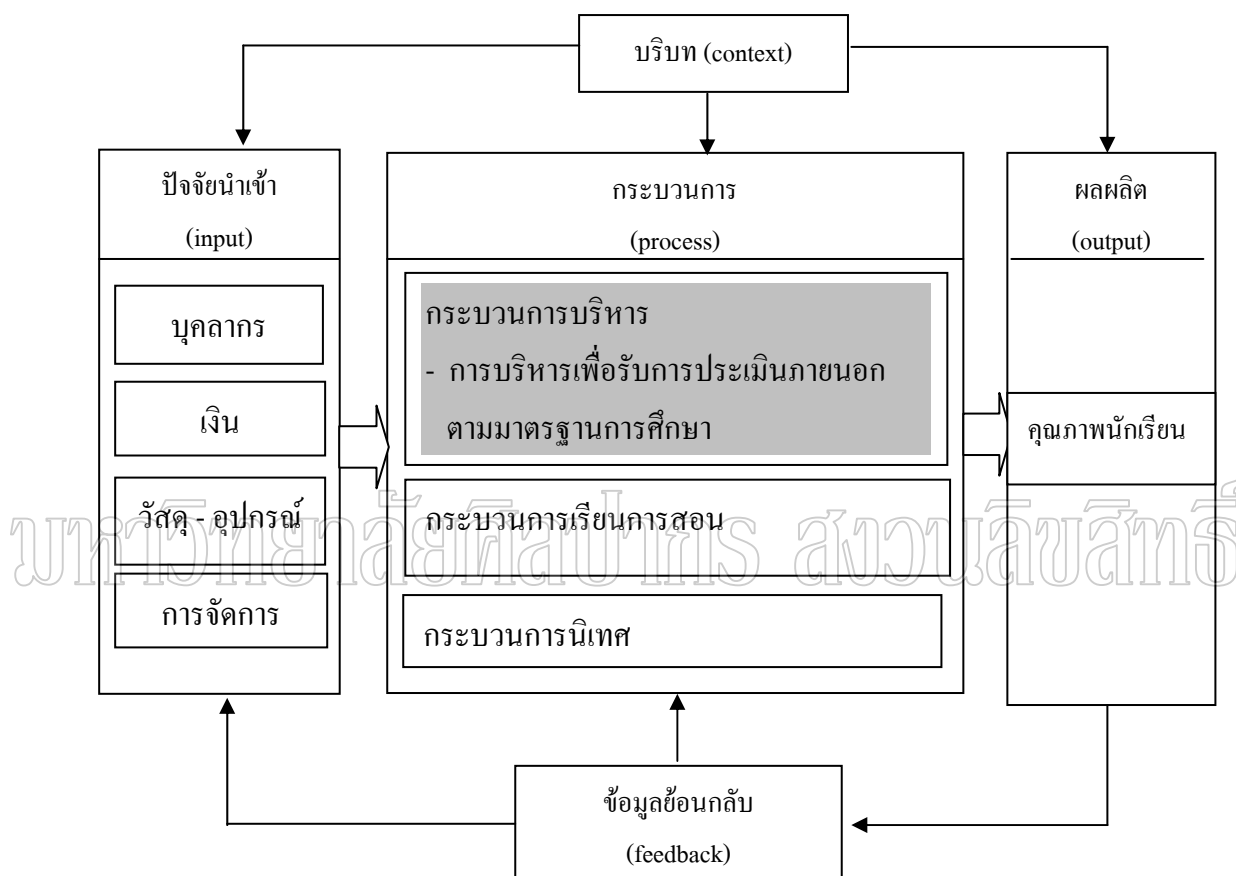 บริบท (context)
ปัจจัยนำเข้า
(input)
บุคลากร
เงิน
วัสดุ - อุปกรณ์
การจัดการ
กระบวนการ
(process)
กระบวนการบริหาร
- การบริหารเพื่อรับการประเมินภายนอก
ตามมาตรฐานการศึกษา
กระบวนการเรียนการสอน
กระบวนการนิเทศ
ผลผลิต
(output)
คุณภาพนักเรียน
มหาวิทยาลัยศิลปากร สงวนลิขสิทธิ์
ข้อมูลย้อนกลับ
(feedback)